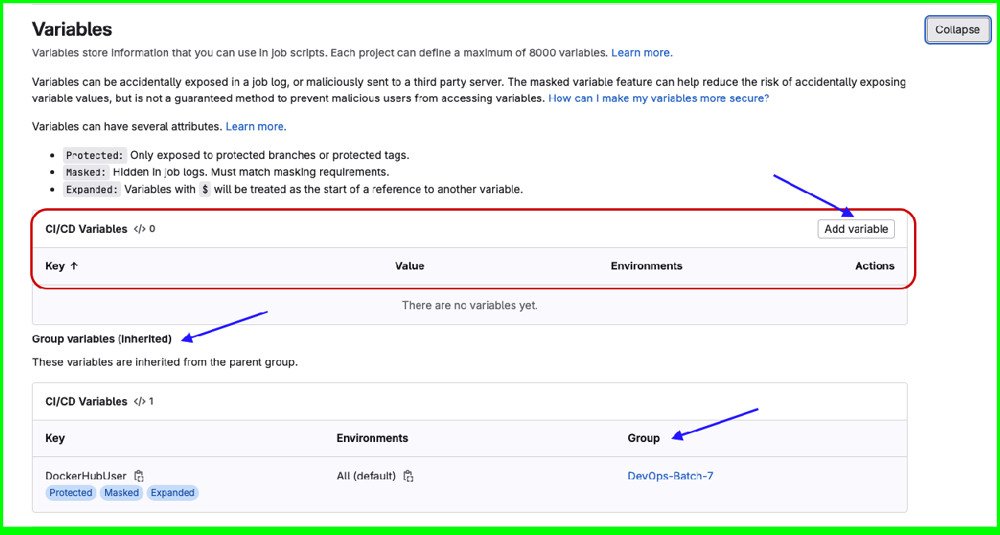 Variables
Collapse
Variables store information that you can use in job scripts. Each project can define a maximum of 8000 variables. Learn more.
Variables can be accidentally exposed in a job log, or maliciously sent to a third party server. The masked variable feature can help reduce the risk of accidentally exposing
variable values, but is not a guaranteed method to prevent malicious users from accessing variables. How can I make my variables more secure?
Variables can have several attributes. Learn more.
• Protected: Only exposed to protected branches or protected tags.
• Masked: Hidden in job logs. Must match masking requirements.
• Expanded: Variables with $ will be treated as the start of a reference to another variable.
CI/CD Variables </> 0 Add variable
Key ↑ Value Environments Actions
There are no variables yet.
Group variables (inherited)
These variables are inherited from the parent group.
CI/CD Variables </> 1
Key Environments Group
DockerHubUser All (default) DevOps-Batch-7
Protected Masked Expanded